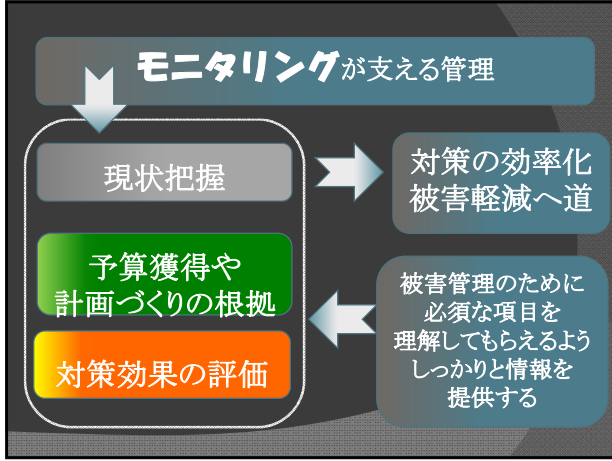 モニタリングが支える管理
現状把握
予算獲得や
計画づくりの根拠
対策効果の評価
対策の効率化
被害軽減へ道
被害管理のために
必須な項目を
理解してもらえるよう
しっかりと情報を
提供する